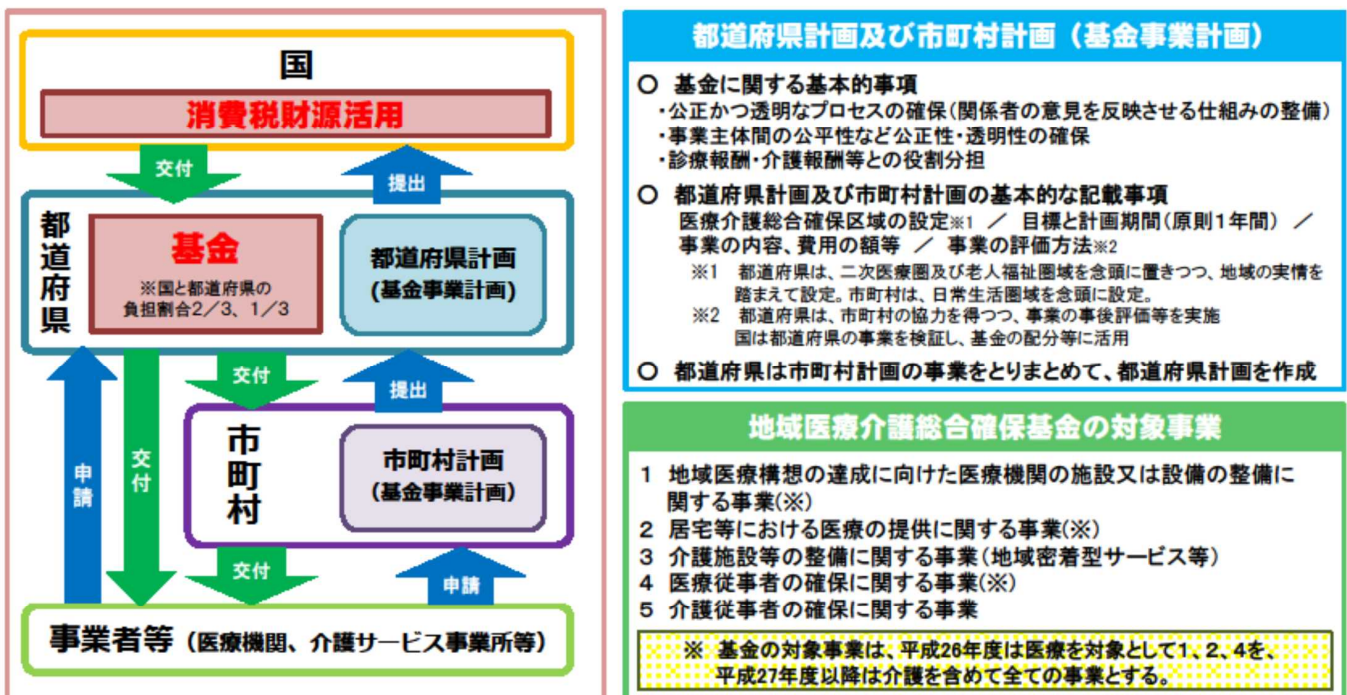 国
消費税財源活用
交付
提出
都道府県
基金
※国と都道府県の
負担割合2/3、1/3
都道府県計画
(基金事業計画)
交付
提出
申請
交付
市町村
市町村計画
(基金事業計画)
交付
申請
事業者等(医療機関、介護サービス事業所等)
都道府県計画及び市町村計画(基金事業計画)
○ 基金に関する基本的事項
・公正かつ透明なプロセスの確保(関係者の意見を反映させる仕組みの整備)
・事業主体間の公平性など公正性・透明性の確保
・診療報酬・介護報酬等との役割分担
○ 都道府県計画及び市町村計画の基本的な記載事項
医療介護総合確保区域の設定※1 / 目標と計画期間(原則1年間) /
事業の内容、費用の額等 / 事業の評価方法※2
※1 都道府県は、二次医療圏及び老人福祉圏域を念頭に置きつつ、地域の実情を
踏まえて設定。市町村は、日常生活圏域を念頭に設定。
※2 都道府県は、市町村の協力を得つつ、事業の事後評価等を実施
国は都道府県の事業を検証し、基金の配分等に活用
○ 都道府県は市町村計画の事業をとりまとめて、都道府県計画を作成
地域医療介護総合確保基金の対象事業
1 地域医療構想の達成に向けた医療機関の施設又は設備の整備に
関する事業(※)
2 居宅等における医療の提供に関する事業(※)
3 介護施設等の整備に関する事業(地域密着型サービス等)
4 医療従事者の確保に関する事業(※)
5 介護従事者の確保に関する事業
※ 基金の対象事業は、平成26年度は医療を対象として1、2、4を、
平成27年度以降は介護を含めて全ての事業とする。